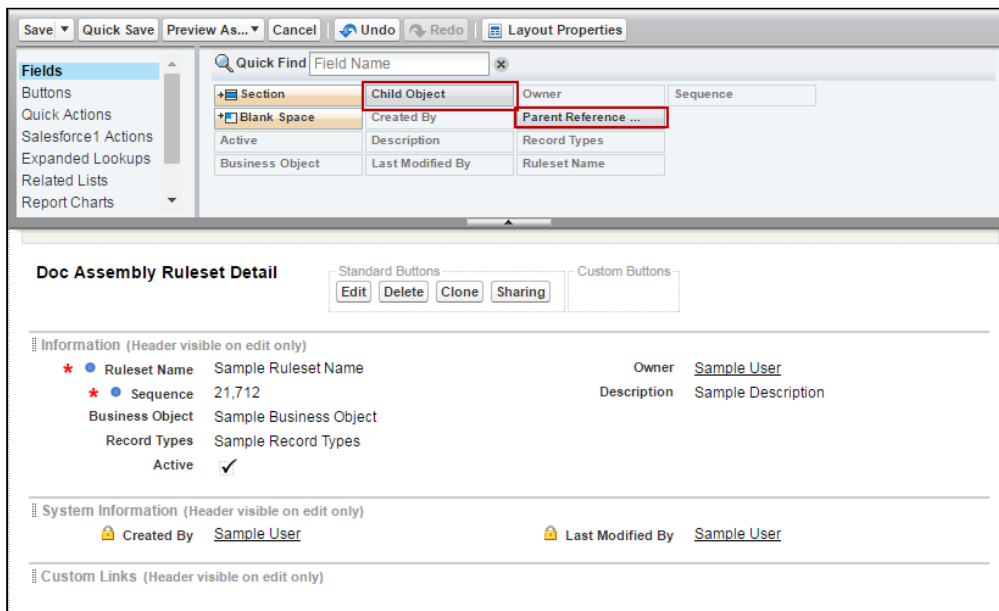 Save Quick Save Preview As... Cancel Undo Redo Layout Properties
Fields
Buttons
Quick Actions
Salesforce1 Actions
Expanded Lookups
Related Lists
Report Charts
Quick Find Field Name
Section Child Object Owner Sequence
Blank Space Created By Parent Reference ...
Active Description Record Types
Business Object Last Modified By Ruleset Name
Doc Assembly Ruleset Detail
Standard Buttons Custom Buttons
Edit Delete Clone Sharing
Information (Header visible on edit only)
* Ruleset Name Sample Ruleset Name Owner Sample User
* Sequence 21,712 Description Sample Description
Business Object Sample Business Object
Record Types Sample Record Types
Active
System Information (Header visible on edit only)
Created By Sample User Last Modified By Sample User
Custom Links (Header visible on edit only)